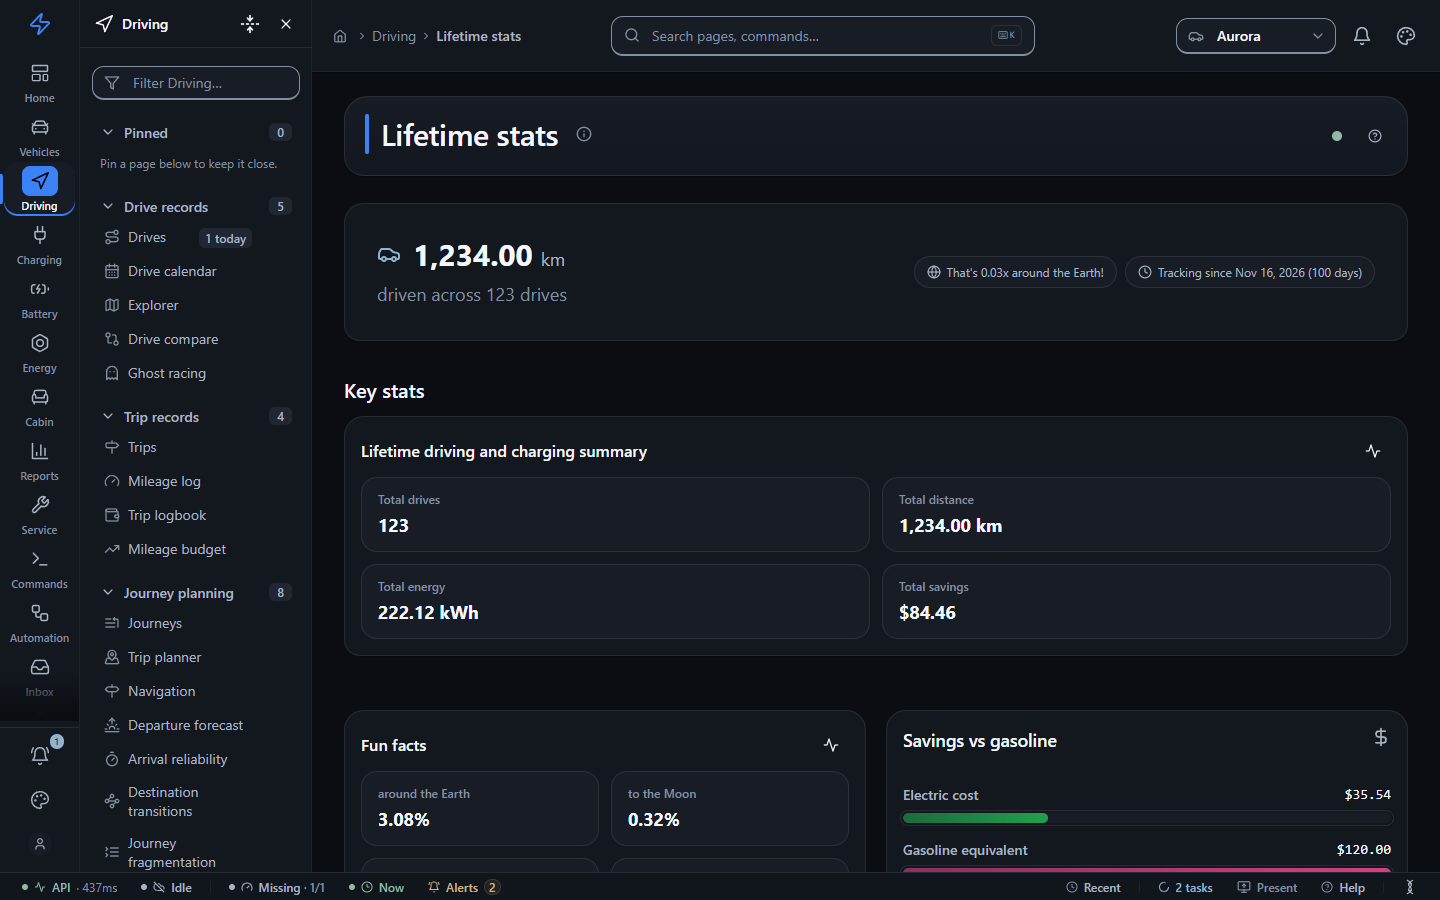 Home
Vehicles
Driving
Charging
Battery
Energy
Cabin
Reports
Service
Commands
Automation
Inbox
1
Driving
Filter Driving...
Pinned 0
Pin a page below to keep it close.
Drive records 5
Drives 1 today
Drive calendar
Explorer
Drive compare
Ghost racing
Trip records 4
Trips
Mileage log
Trip logbook
Mileage budget
Journey planning 8
Journeys
Trip planner
Navigation
Departure forecast
Arrival reliability
Destination
transitions
Journey
fragmentation
Driving Lifetime stats
Search pages, commands... K
Aurora
Lifetime stats
1,234.00 km
driven across 123 drives
That's 0.03x around the Earth!
Tracking since Nov 16, 2026 (100 days)
Key stats
Lifetime driving and charging summary
Total drives
123
Total distance
1,234.00 km
Total energy
222.12 kWh
Total savings
$84.46
Fun facts
around the Earth
3.08%
to the Moon
0.32%
Savings vs gasoline
Electric cost $35.54
Gasoline equivalent $120.00
API · 437ms Idle Missing · 1/1 Now Alerts 2 Recent 2 tasks Present Help